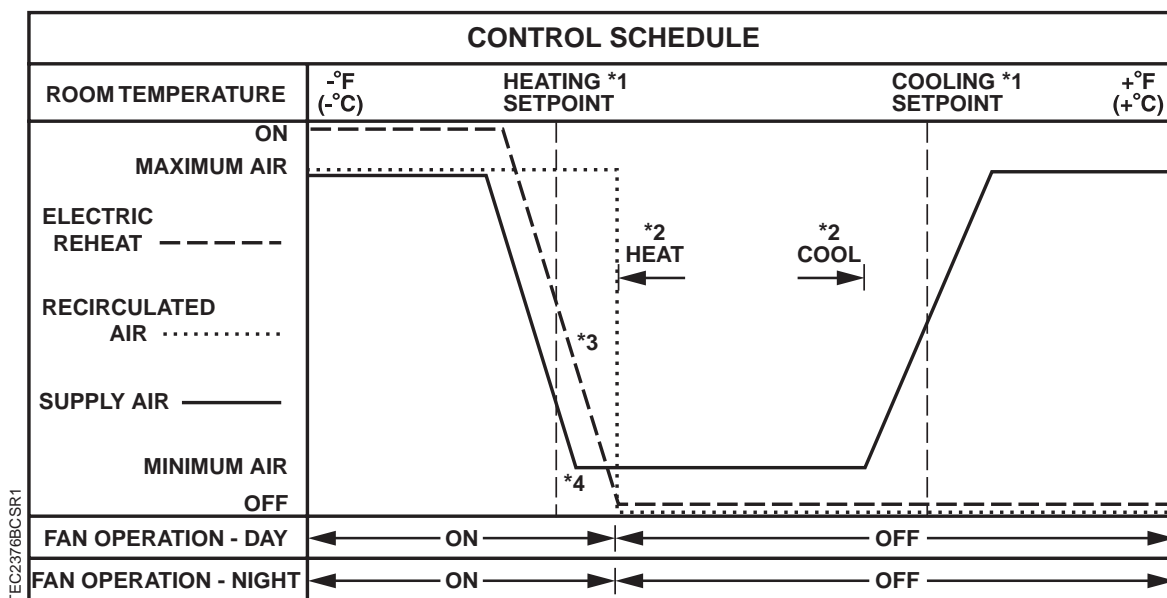 CONTROL SCHEDULE
ROOM TEMPERATURE
-°F
(-°C)
HEATING *1
SETPOINT
COOLING *1
SETPOINT
+°F
(+°C)
ON
MAXIMUM AIR
ELECTRIC
REHEAT
RECIRCULATED
AIR
SUPPLY AIR
MINIMUM AIR
OFF
*2
HEAT
*2
COOL
*3
*4
FAN OPERATION - DAY
ON
OFF
FAN OPERATION - NIGHT
ON
OFF
TEC2376BCSR1